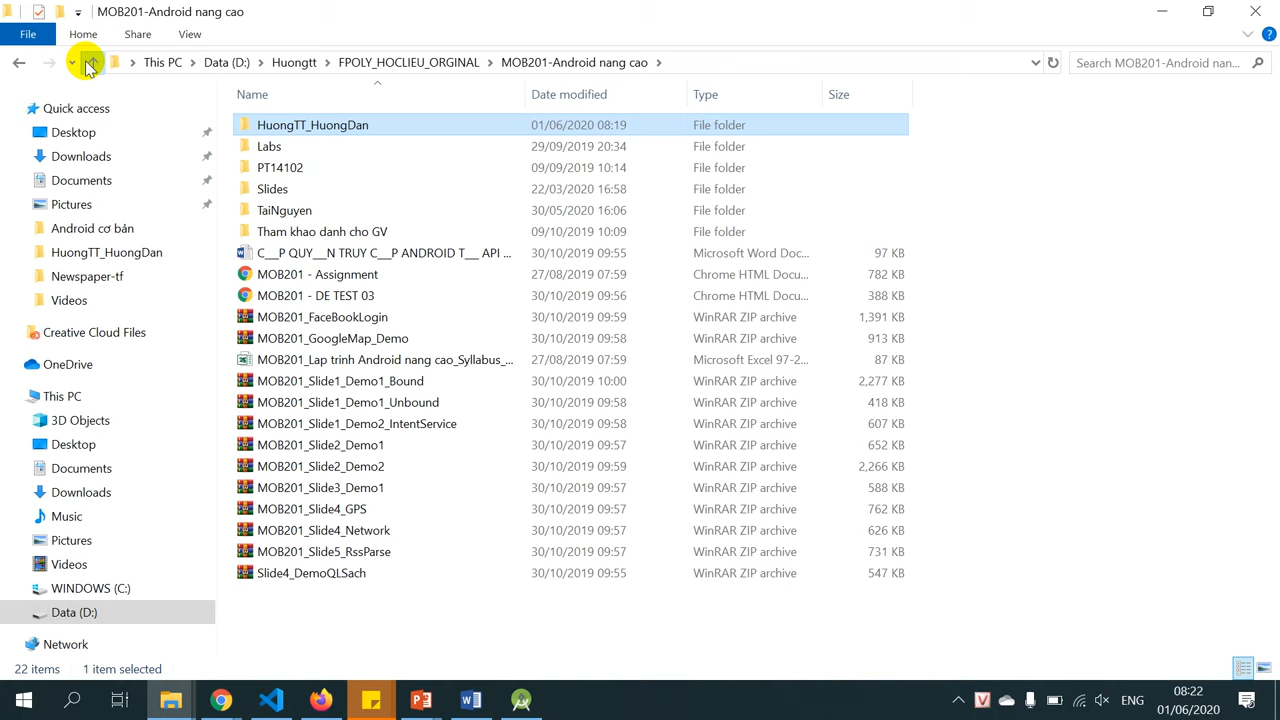 MOB201-Android nang cao
File Home Share View
This PC Data (D:) Huongtt FPOLY_HOCLIEU_ORGINAL MOB201-Android nang cao Search MOB201-Android nan...
Name Date modified Type Size
Quick access
Desktop
Downloads
Documents
Pictures
Android cơ bản
HuongTT_HuongDan
Newspaper-tf
Videos
Creative Cloud Files
OneDrive
This PC
3D Objects
Desktop
Documents
Downloads
Music
Pictures
Videos
WINDOWS (C:)
Data (D:)
Network
HuongTT_HuongDan 01/06/2020 08:19 File folder
Labs 29/09/2019 20:34 File folder
PT14102 09/09/2019 10:14 File folder
Slides 22/03/2020 16:58 File folder
TaiNguyen 30/05/2020 16:06 File folder
Tham khao danh cho GV 09/10/2019 10:09 File folder
C__P QUY__N TRUY C__P ANDROID T___ API ... 30/10/2019 09:55 Microsoft Word Doc... 97 KB
MOB201 - Assignment 27/08/2019 07:59 Chrome HTML Docu... 782 KB
MOB201 - DE TEST 03 30/10/2019 09:56 Chrome HTML Docu... 388 KB
MOB201_FaceBookLogin 30/10/2019 09:59 WinRAR ZIP archive 1,391 KB
MOB201_GoogleMap_Demo 30/10/2019 09:58 WinRAR ZIP archive 913 KB
MOB201_Lap trinh Android nang cao_Syllabus_... 27/08/2019 07:59 Microsoft Excel 97-2... 87 KB
MOB201_Slide1_Demo1_Bound 30/10/2019 10:00 WinRAR ZIP archive 2,277 KB
MOB201_Slide1_Demo1_Unbound 30/10/2019 09:58 WinRAR ZIP archive 418 KB
MOB201_Slide1_Demo2_IntentService 30/10/2019 09:58 WinRAR ZIP archive 607 KB
MOB201_Slide2_Demo1 30/10/2019 09:57 WinRAR ZIP archive 652 KB
MOB201_Slide2_Demo2 30/10/2019 09:59 WinRAR ZIP archive 2,266 KB
MOB201_Slide3_Demo1 30/10/2019 09:57 WinRAR ZIP archive 588 KB
MOB201_Slide4_GPS 30/10/2019 09:57 WinRAR ZIP archive 762 KB
MOB201_Slide4_Network 30/10/2019 09:57 WinRAR ZIP archive 626 KB
MOB201_Slide5_RssParse 30/10/2019 09:57 WinRAR ZIP archive 731 KB
Slide4_DemoQLSach 30/10/2019 09:55 WinRAR ZIP archive 547 KB
22 items 1 item selected
ENG 08:22
01/06/2020